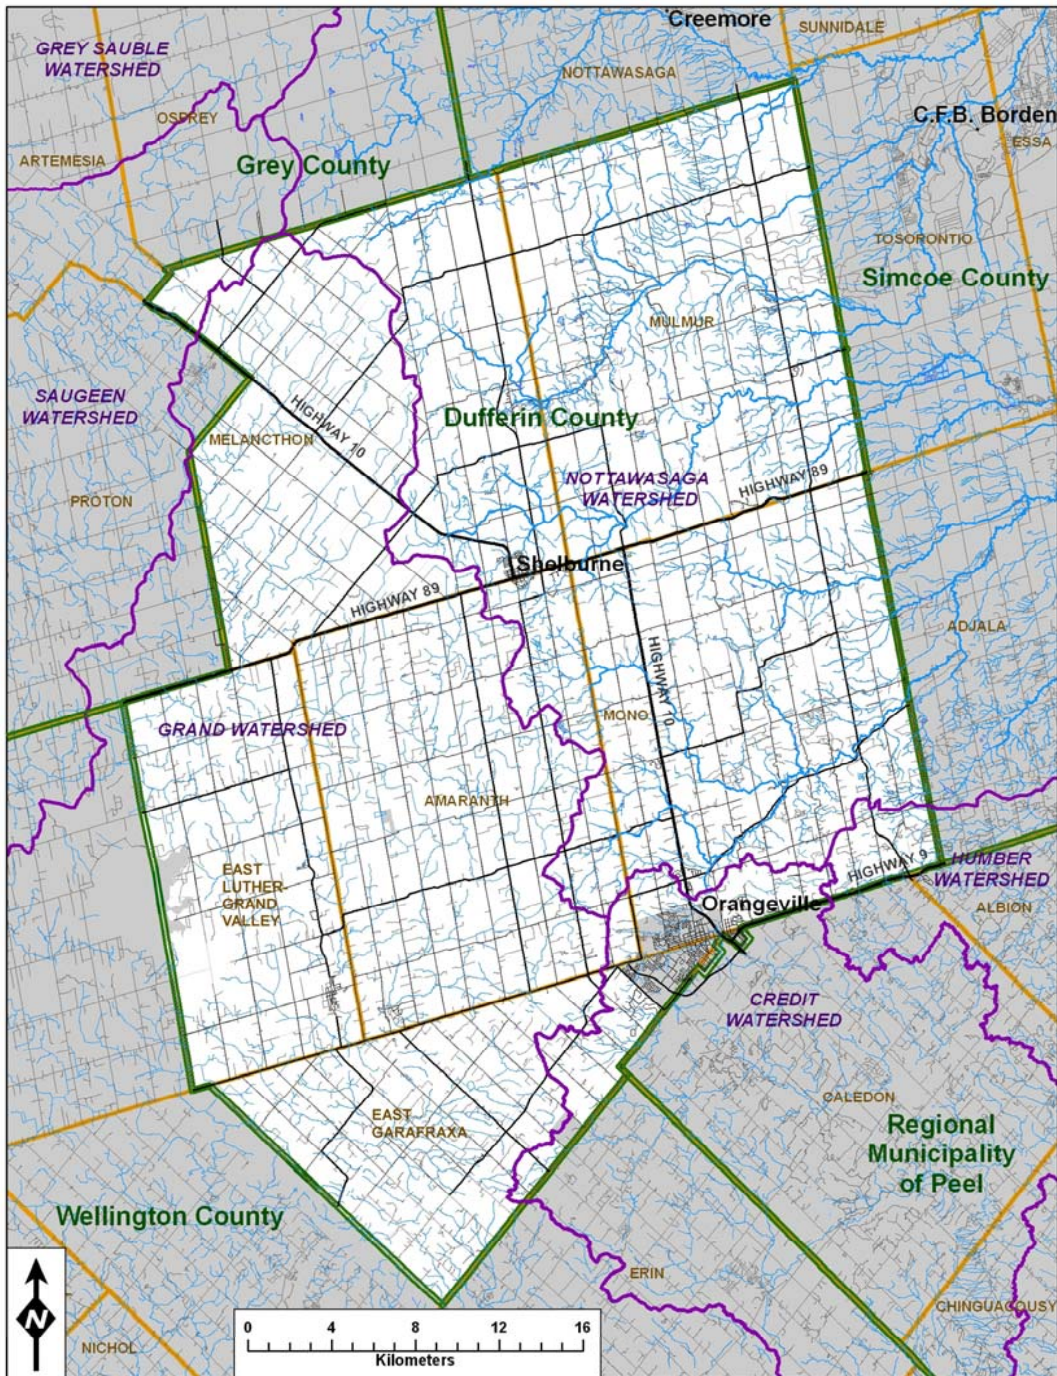 Creemore
SUNNIDALE
GREY SAUBLE
WATERSHED
NOTTAWASAGA
OSPREY
C.F.B. Borden
ESSA
ARTEMESIA
Grey County
TOSORONTIO
Simcoe County
MULMUR
SAUGEEN
WATERSHED
HIGHWAY 10
Dufferin County
MELANCTHON
NOTTAWASAGA
WATERSHED
HIGHWAY 89
PROTON
Shelburne
HIGHWAY 89
ADJALA
HIGHWAY 10
MONO
GRAND WATERSHED
AMARANTH
EAST
LUTHER-
GRAND
VALLEY
HIGHWAY 9
HUMBER
WATERSHED
Orangeville
ALBION
CREDIT
WATERSHED
CALEDON
EAST
GARAFRAXA
Regional
Municipality
of Peel
Wellington County
ERIN
N
CHINGUACOUSY
0 4 8 12 16
Kilometers
NICHOL